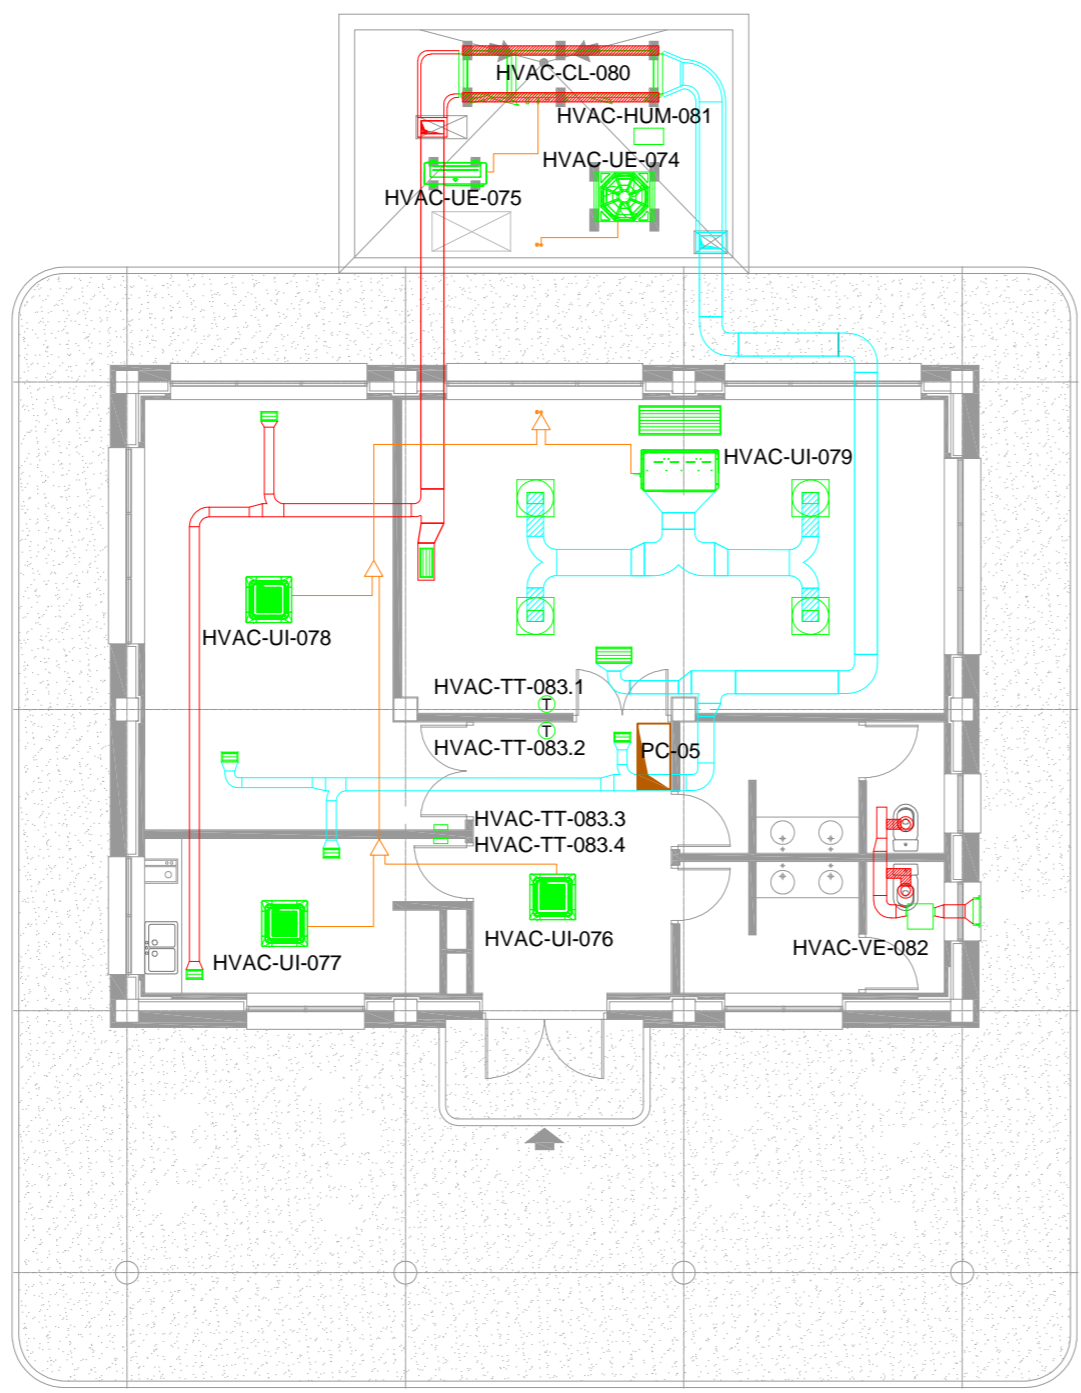 HVAC-CL-080
HVAC-HUM-081
HVAC-UE-074
HVAC-UE-075
HVAC-UI-079
HVAC-UI-078
HVAC-TT-083.1
T
T
HVAC-TT-083.2
PC-05
HVAC-TT-083.3
HVAC-TT-083.4
HVAC-UI-076
HVAC-VE-082
HVAC-UI-077